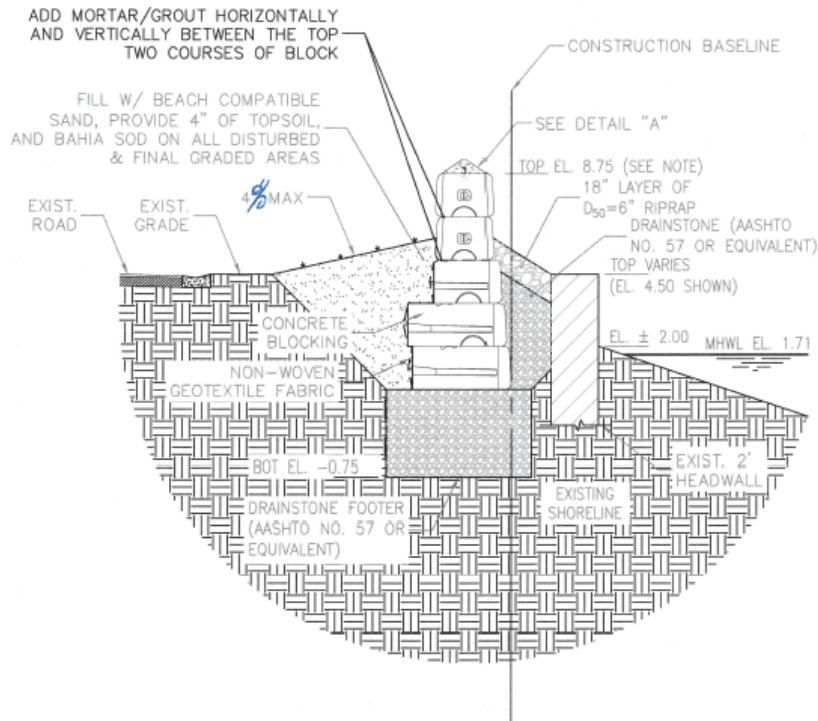 ADD MORTAR/GROUT HORIZONTALLY
AND VERTICALLY BETWEEN THE TOP
TWO COURSES OF BLOCK
CONSTRUCTION BASELINE
FILL W/ BEACH COMPATIBLE
SAND, PROVIDE 4" OF TOPSOIL,
AND BAHIA SOD ON ALL DISTURBED
& FINAL GRADED AREAS
SEE DETAIL "A"
TOP EL. 8.75 (SEE NOTE)
18" LAYER OF
D50=6" RIPRAP
4% MAX
EXIST.
ROAD
EXIST.
GRADE
DRAINSTONE (AASHTO
NO. 57 OR EQUIVALENT)
TOP VARIES
(EL. 4.50 SHOWN)
CONCRETE
BLOCKING
EL. ± 2.00
MHWL EL. 1.71
NON-WOVEN
GEOTEXTILE FABRIC
BOT EL. -0.75
EXIST. 2'
HEADWALL
DRAINSTONE FOOTER
(AASHTO NO. 57 OR
EQUIVALENT)
EXISTING
SHORELINE